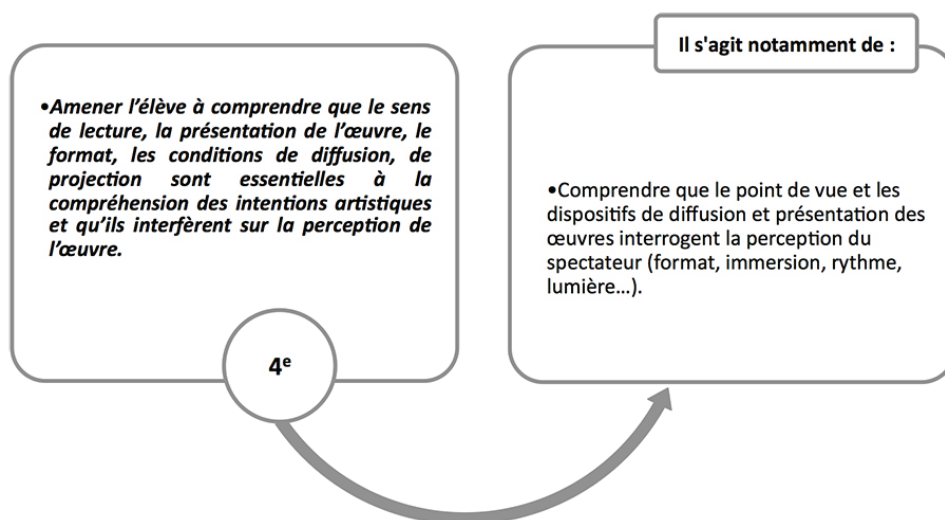 •Amener l’élève à comprendre que le sens
de lecture, la présentation de l’œuvre, le
format, les conditions de diffusion, de
projection sont essentielles à la
compréhension des intentions artistiques
et qu’ils interfèrent sur la perception de
l’œuvre.
4e
Il s'agit notamment de :
•Comprendre que le point de vue et les
dispositifs de diffusion et présentation des
œuvres interrogent la perception du
spectateur (format, immersion, rythme,
lumière…).